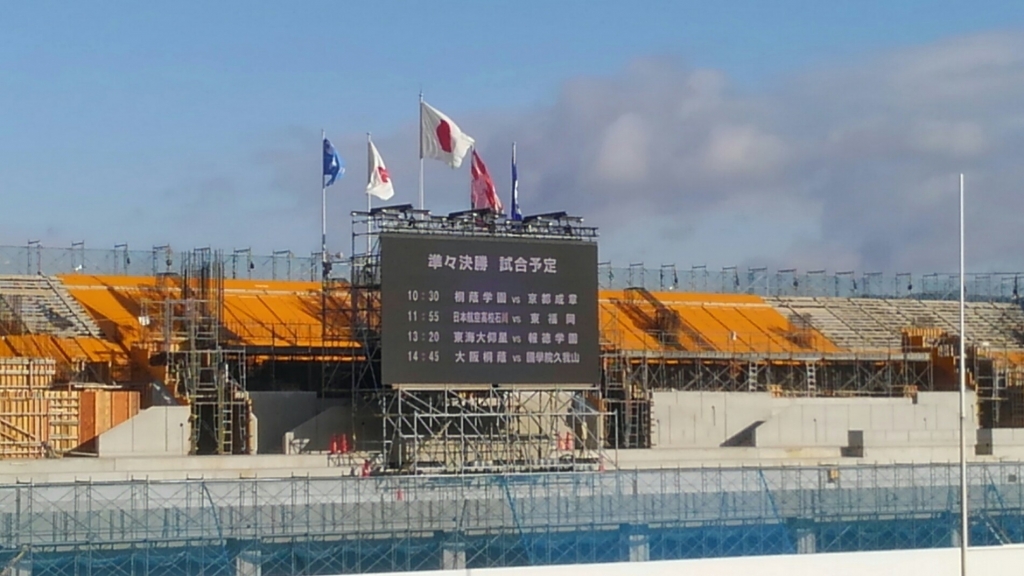 準々決勝 試合予定
10:30 桐蔭学園 vs 京都成章
11:55 日本航空高校石川 vs 東福岡
13:20 東海大仰星 vs 報徳学園
14:45 大阪桐蔭 vs 國學院久我山